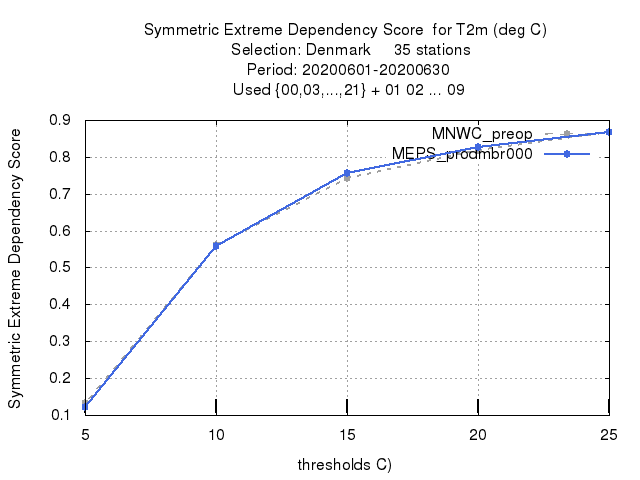 Symmetric Extreme Dependency Score  for T2m (deg C)
Selection: Denmark     35 stations
Period: 20200601-20200630
Used {00,03,...,21} + 01 02 ... 09
Symmetric Extreme Dependency Score
0.9
0.8
0.7
0.6
0.5
0.4
0.3
0.2
0.1
MNWC_preop
MEPS_prodmbr000
5 10 15 20 25
thresholds C)